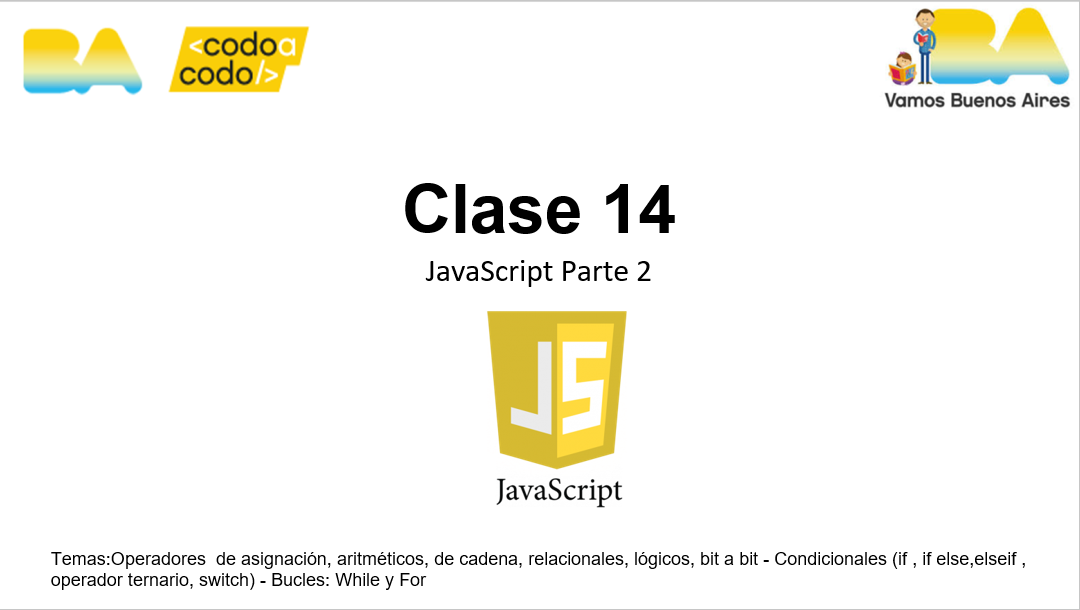 BA
<codoa
codo/>
BA
Vamos Buenos Aires
Clase 14
JavaScript Parte 2
JS
JavaScript
Temas:Operadores  de asignación, aritméticos, de cadena, relacionales, lógicos, bit a bit - Condicionales (if , if else,elseif ,
operador ternario, switch) - Bucles: While y For